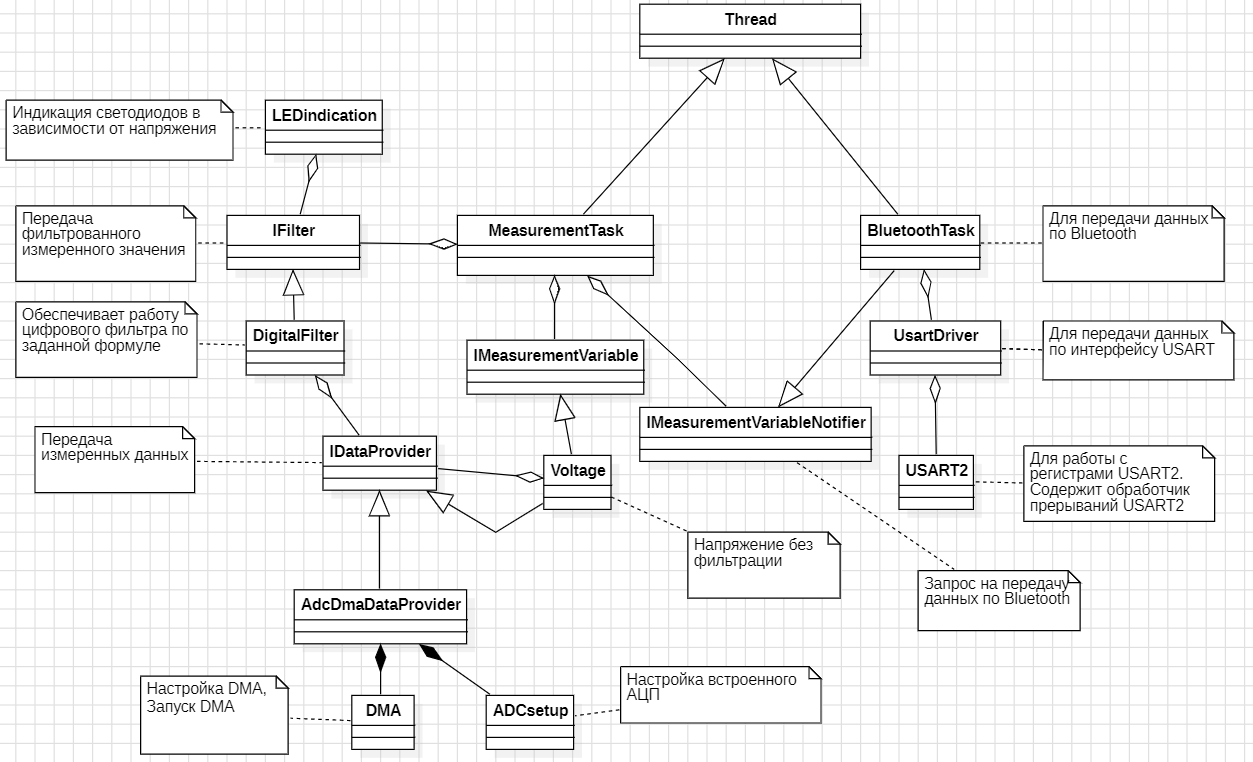 Thread
Индикация светодиодов в
зависимости от напряжения
LEDindication
Передача
фильтрованного
измеренного значения
IFilter
MeasurementTask
BluetoothTask
Для передачи данных
по Bluetooth
Обеспечивает работу
цифрового фильтра по
заданной формуле
DigitalFilter
IMeasurementVariable
UsartDriver
Для передачи данных
по интерфейсу USART
Передача
измеренных данных
IDataProvider
Voltage
IMeasurementVariableNotifier
USART2
Для работы с
регистрами USART2.
Содержит обработчик
прерываний USART2
Напряжение без
фильтрации
Запрос на передачу
данных по Bluetooth
AdcDmaDataProvider
Настройка DMA,
Запуск DMA
DMA
ADCsetup
Настройка встроенного
АЦП